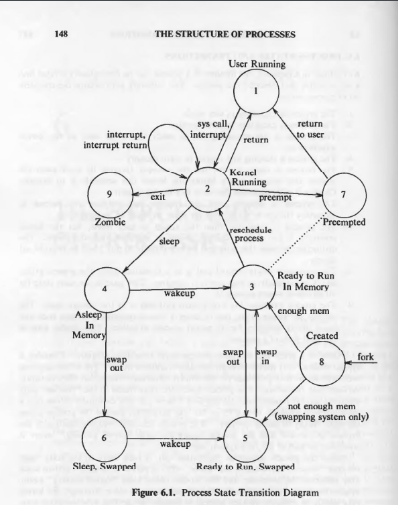 148
THE STRUCTURE OF PROCESSES
User Running
1
sys call,
interrupt
return
return
to user
interrupt,
interrupt return
Kernel
Running
2
9
Zombie
exit
preempt
7
Preempted
sleep
reschedule
process
4
Asleep
In
Memory
wakeup
3
Ready to Run
In Memory
enough mem
Created
8
fork
swap
out
swap
out
swap
in
not enough mem
(swapping system only)
6
Sleep, Swapped
wakeup
5
Ready to Run, Swapped
Figure 6.1. Process State Transition Diagram